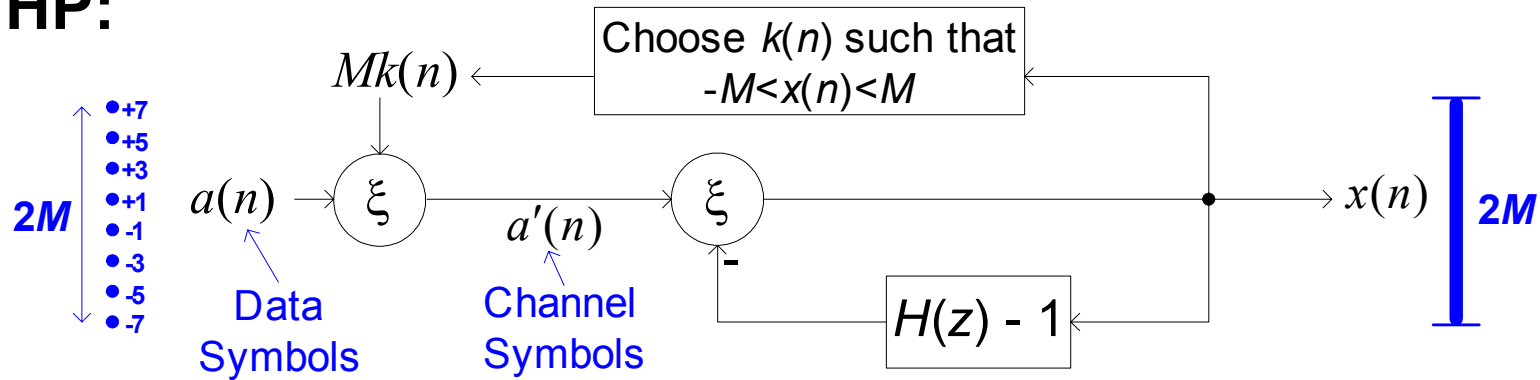 HP:
Choose k(n) such that
-M<x(n)<M
Mk(n)
+7
+5
+3
+1
-1
-3
-5
-7
2M
a(n)
ξ
a′(n)
ξ
-
x(n)
2M
Data
Symbols
Channel
Symbols
H(z) - 1